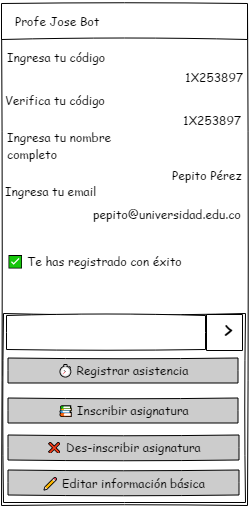 Profe Jose Bot
Ingresa tu código
1X253897
Verifica tu código
1X253897
Ingresa tu nombre
completo
Pepito Pérez
Ingresa tu email
pepito@universidad.edu.co
Te has registrado con éxito
>
Registrar asistencia
Inscribir asignatura
Des-inscribir asignatura
Editar información básica